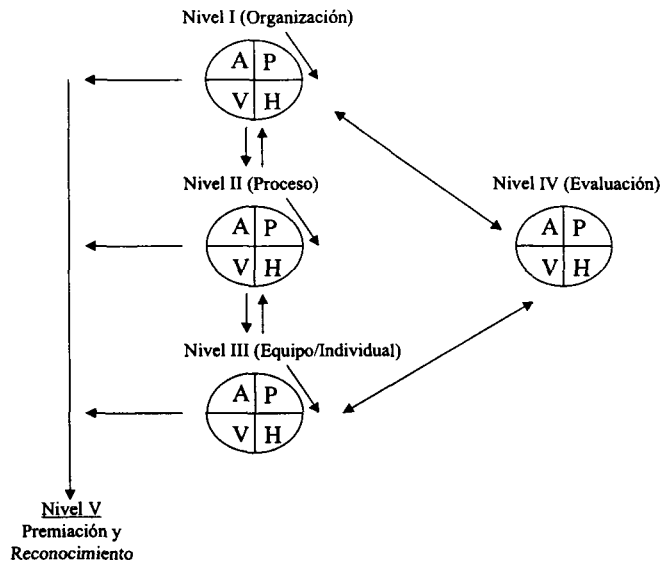 Nivel I (Organización)
A P
V H
Nivel II (Proceso)
A P
V H
Nivel III (Equipo/Individual)
A P
V H
Nivel IV (Evaluación)
A P
V H
Nivel V
Premiación y
Reconocimiento